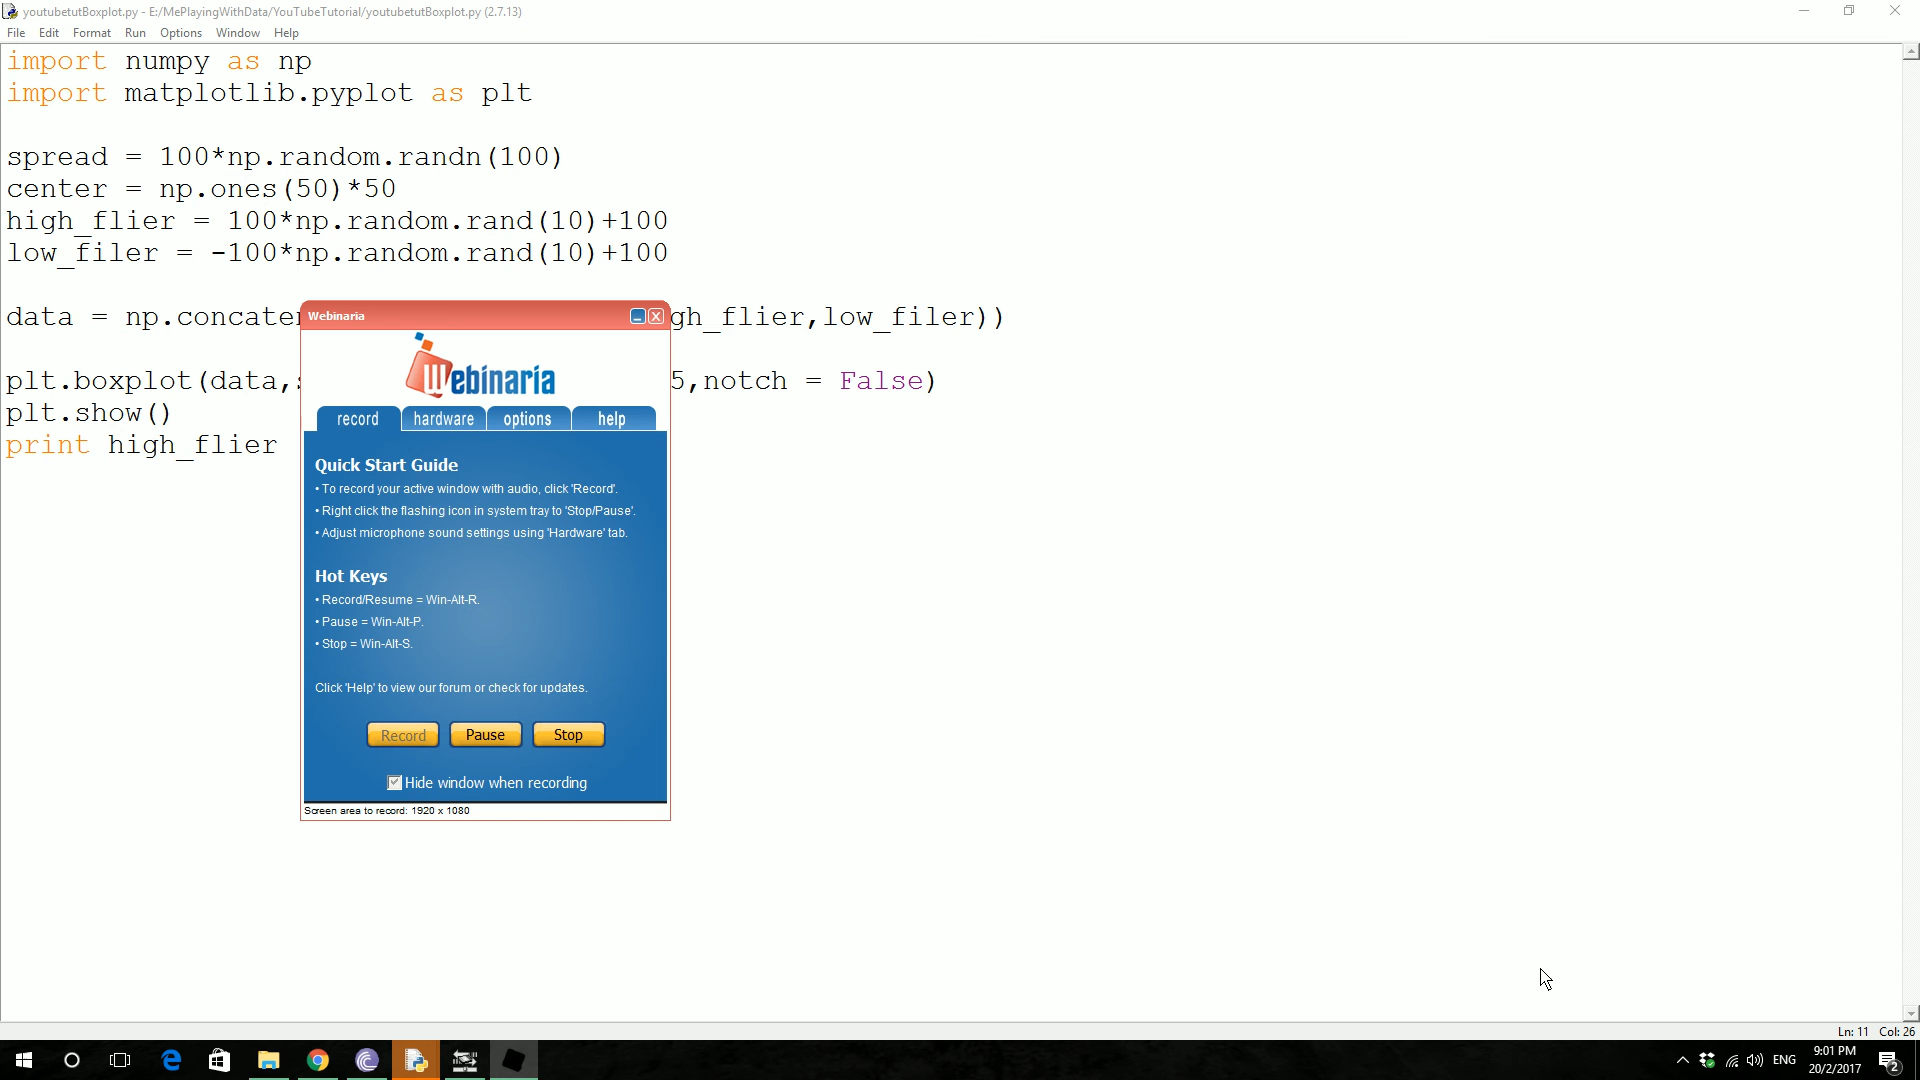 youtubetutBoxplot.py - E:/MePlayingWithData/YouTubeTutorial/youtubetutBoxplot.py (2.7.13)
File Edit Format Run Options Window Help
import numpy as np
import matplotlib.pyplot as plt
spread = 100*np.random.randn(100)
center = np.ones(50)*50
high_flier = 100*np.random.rand(10)+100
low_filer = -100*np.random.rand(10)+100
data = np.concaten gh_flier,low_filer))
plt.boxplot(data, 5,notch = False)
plt.show()
print high_flier
Webinaria
Webinaria
record hardware options help
Quick Start Guide
• To record your active window with audio, click 'Record'.
• Right click the flashing icon in system tray to 'Stop/Pause'.
• Adjust microphone sound settings using 'Hardware' tab.
Hot Keys
• Record/Resume = Win-Alt-R.
• Pause = Win-Alt-P.
• Stop = Win-Alt-S.
Click 'Help' to view our forum or check for updates.
Record Pause Stop
Hide window when recording
Screen area to record: 1920 x 1080
Ln: 11 Col: 26
ENG
9:01 PM
20/2/2017
2